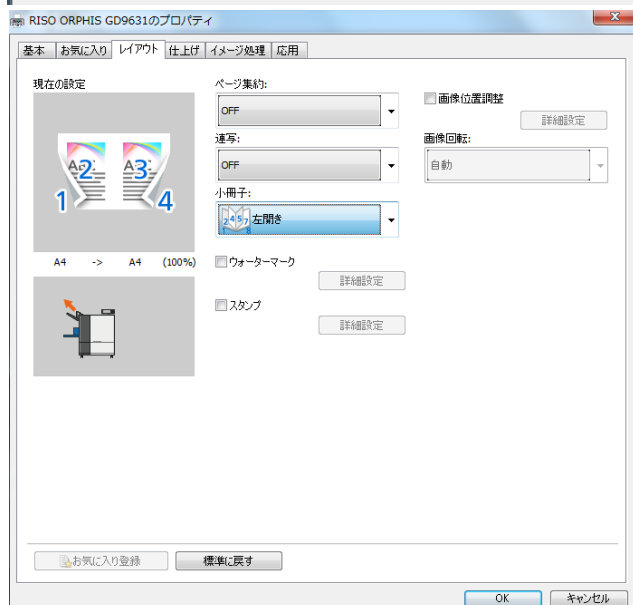 RISO ORPHIS GD9631のプロパティ
X
基本 お気に入り レイアウト 仕上げ イメージ処理 応用
現在の設定
ページ集約:
OFF
画像位置調整
詳細設定
連写:
OFF
画像回転:
自動
小冊子:
左開き
1 2 3 4
A4 -> A4 (100%)
ウォーターマーク
詳細設定
スタンプ
詳細設定
お気に入り登録
標準に戻す
OK
キャンセル